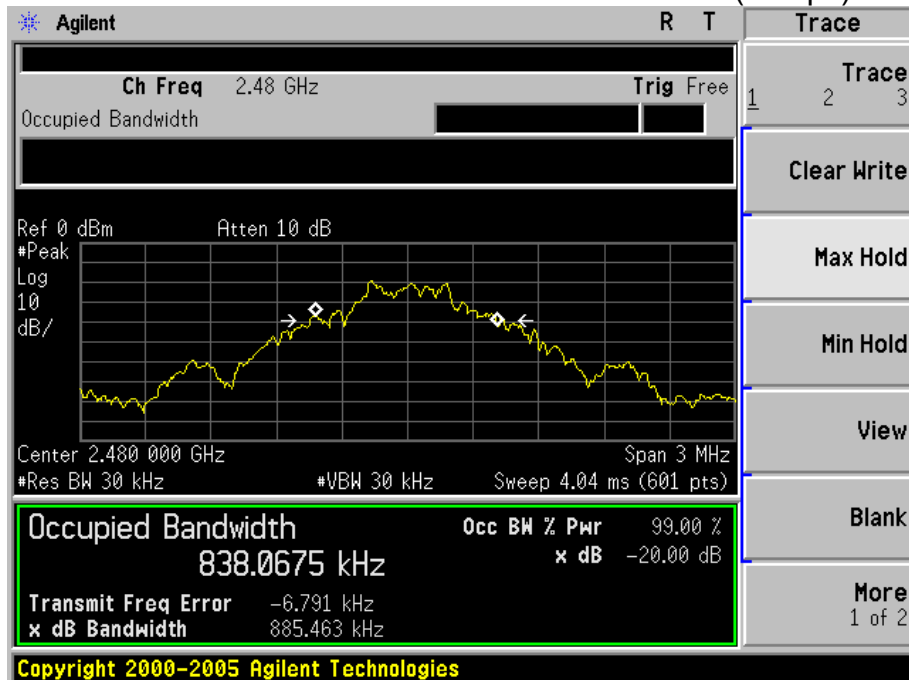 Agilent R T Trace
Ch Freq 2.48 GHz Trig Free
Occupied Bandwidth
Trace
1 2 3
Clear Write
Ref 0 dBm Atten 10 dB
#Peak
Log
10
dB/
Max Hold
Min Hold
View
Center 2.480 000 GHz Span 3 MHz
#Res BW 30 kHz #VBW 30 kHz Sweep 4.04 ms (601 pts)
Occupied Bandwidth Occ BW % Pwr 99.00 %
838.0675 kHz x dB -20.00 dB
Blank
Transmit Freq Error -6.791 kHz
x dB Bandwidth 885.463 kHz
More
1 of 2
Copyright 2000-2005 Agilent Technologies